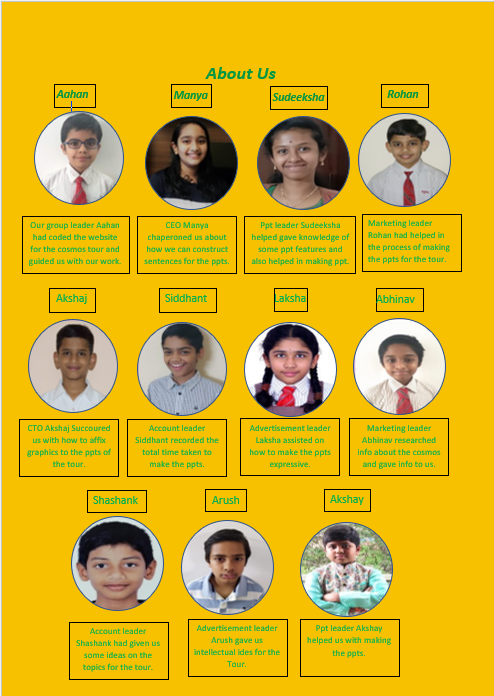 About Us
Aahan
Manya
Sudeeksha
Rohan
Our group leader Aahan
had coded the website
for the cosmos tour and
guided us with our work.
CEO Manya
chaperoned us about
how we can construct
sentences for the ppts.
Ppt leader Sudeeksha
helped gave knowledge of
some ppt features and
also helped in making ppt.
Marketing leader
Rohan had helped in
the process of making
the ppts for the tour.
Akshaj
Siddhant
Laksha
Abhinav
CTO Akshaj Succoured
us with how to affix
graphics to the ppts of
the tour.
Account leader
Siddhant recorded the
total time taken to
make the ppts.
Advertisement leader
Laksha assisted on
how to make the ppts
expressive.
Marketing leader
Abhinav researched
info about the cosmos
and gave info to us.
Shashank
Arush
Akshay
Account leader
Shashank had given us
some ideas on the
topics for the tour.
Advertisement leader
Arush gave us
intellectual ides for the
Tour.
Ppt leader Akshay
helped us with making
the ppts.